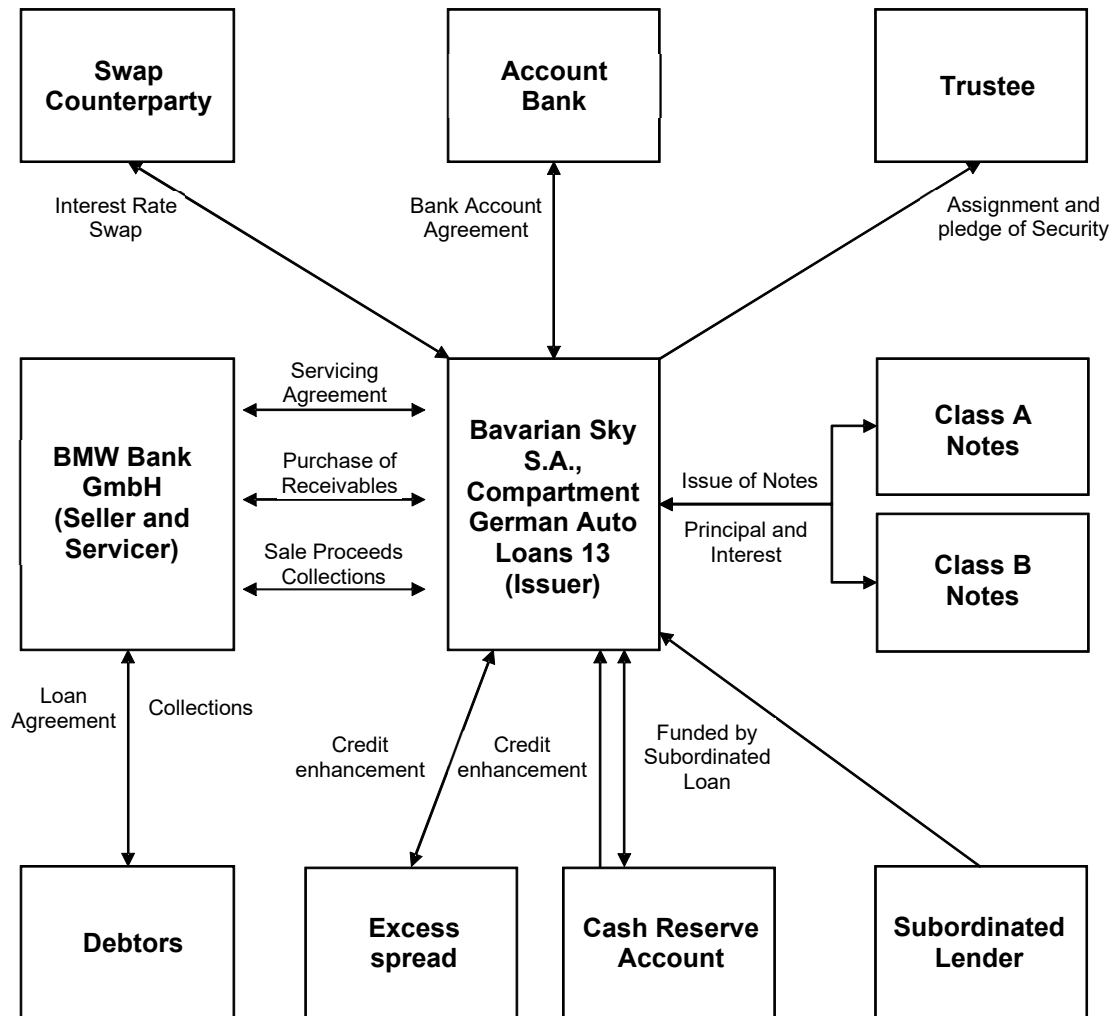 Swap
Counterparty
Account
Bank
Trustee
Interest Rate
Swap
Bank Account
Agreement
Assignment and
pledge of Security
BMW Bank
GmbH
(Seller and
Servicer)
Servicing
Agreement
Purchase of
Receivables
Sale Proceeds
Collections
Bavarian Sky
S.A.,
Compartment
German Auto
Loans 13
(Issuer)
Issue of Notes
Principal and
Interest
Class A
Notes
Class B
Notes
Loan
Agreement
Collections
Credit
enhancement
Credit
enhancement
Funded by
Subordinated
Loan
Debtors
Excess
spread
Cash Reserve
Account
Subordinated
Lender